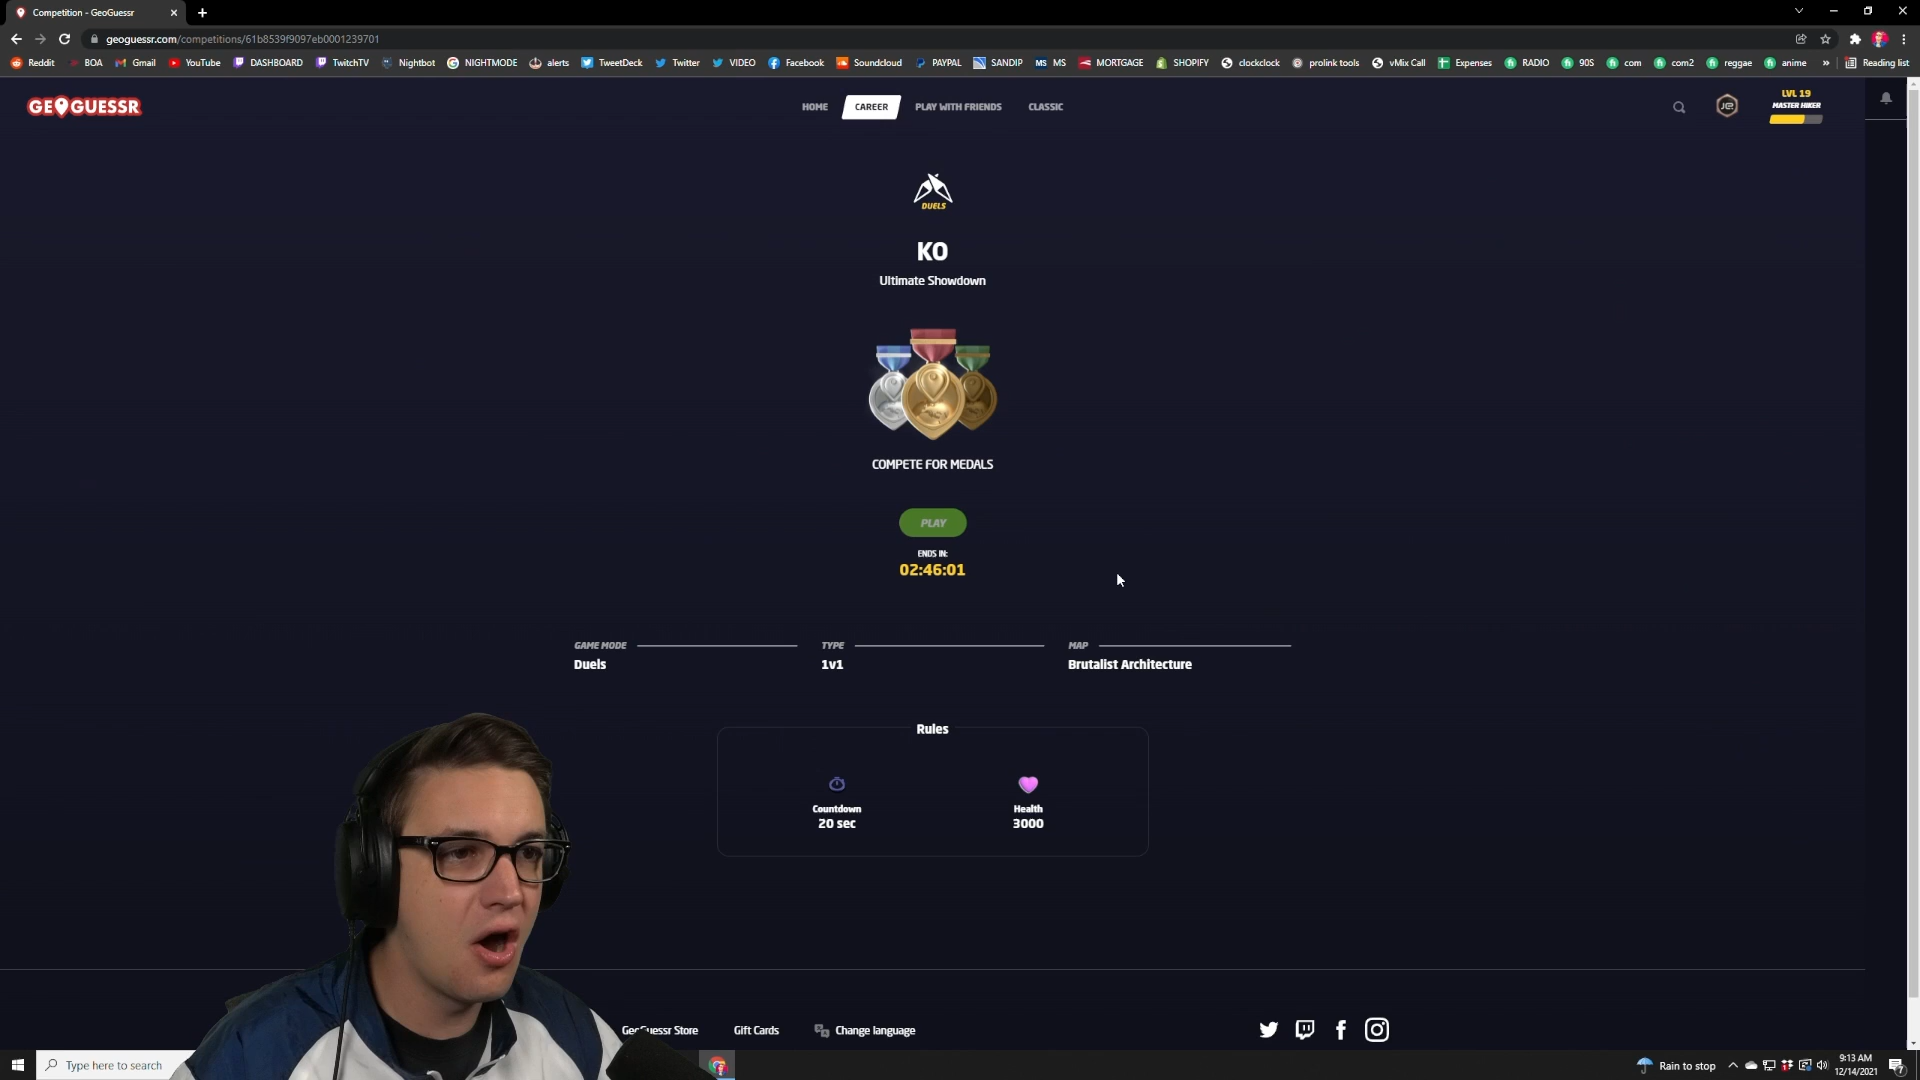 Competition - GeoGuessr
geoguessr.com/competitions/61b8539f9097eb0001239701
Reddit BOA Gmail YouTube DASHBOARD TwitchTV Nightbot NIGHTMODE alerts TweetDeck Twitter VIDEO Facebook Soundcloud PAYPAL SANDIP MS MS MORTGAGE SHOPIFY clockclock prolink tools vMix Call Expenses RADIO 90S com com2 reggae anime » Reading list
GEOGUESSR
HOME CAREER PLAY WITH FRIENDS CLASSIC
LVL 19
MASTER HIKER
DUELS
KO
Ultimate Showdown
COMPETE FOR MEDALS
PLAY
ENDS IN:
02:46:01
GAME MODE TYPE MAP
Duels 1v1 Brutalist Architecture
Rules
Countdown Health
20 sec 3000
GeoGuessr Store Gift Cards Change language
Type here to search
Rain to stop
9:13 AM
12/14/2021
7